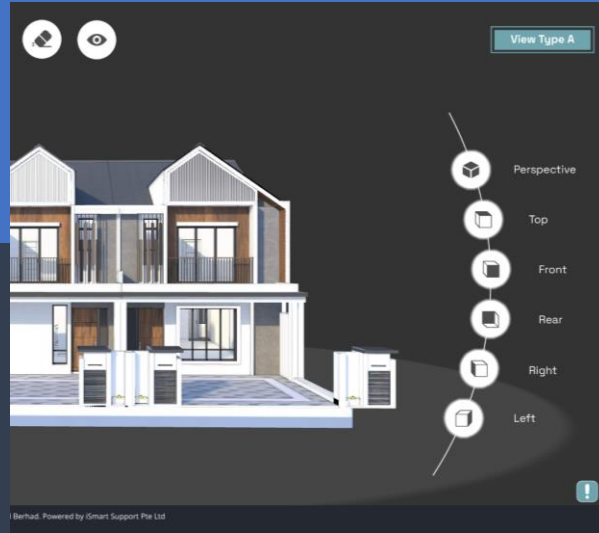 View Type A
Perspective
Top
Front
Rear
Right
Left
Berhad. Powered by iSmart Support Pte Ltd